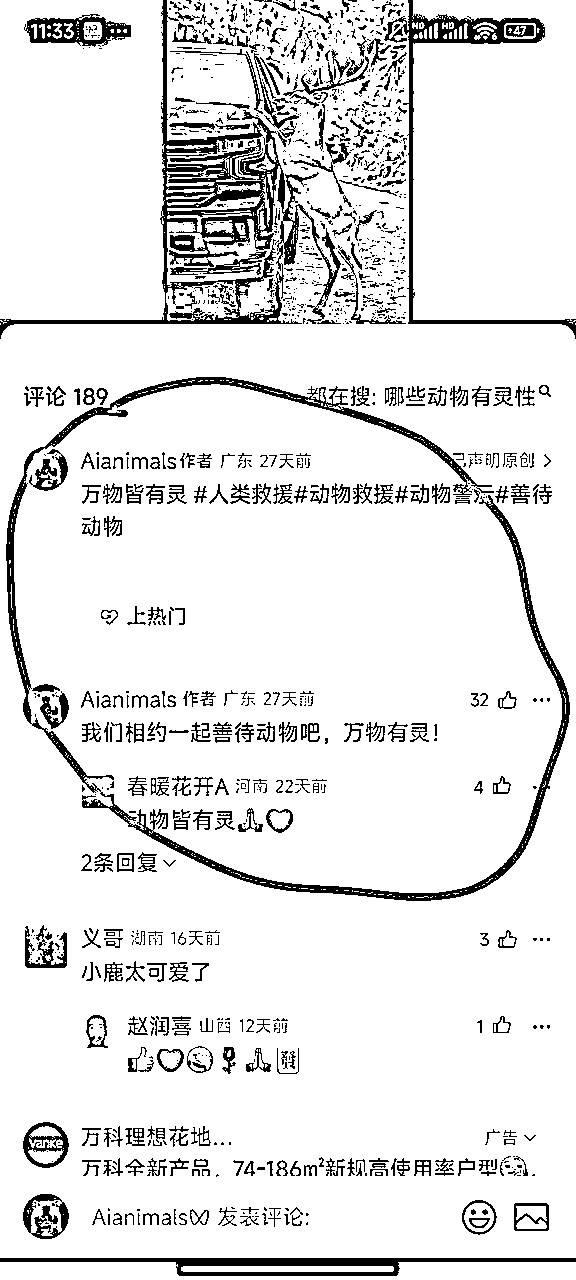 11:33
47
评论 189
都在搜: 哪些动物有灵性
Aianimals 作者 广东 27天前
已声明原创
万物皆有灵 #人类救援#动物救援#动物警示#善待
动物
上热门
Aianimals 作者 广东 27天前
32
我们相约一起善待动物吧，万物有灵！
春暖花开A 河南 22天前
4
动物皆有灵🙏❤
2条回复
义哥 湖南 16天前
3
小鹿太可爱了
赵润喜 山西 12天前
1
万科理想花地...
广告
万科全新产品，74-186m²新规高使用率户型
Aianimals 发表评论: